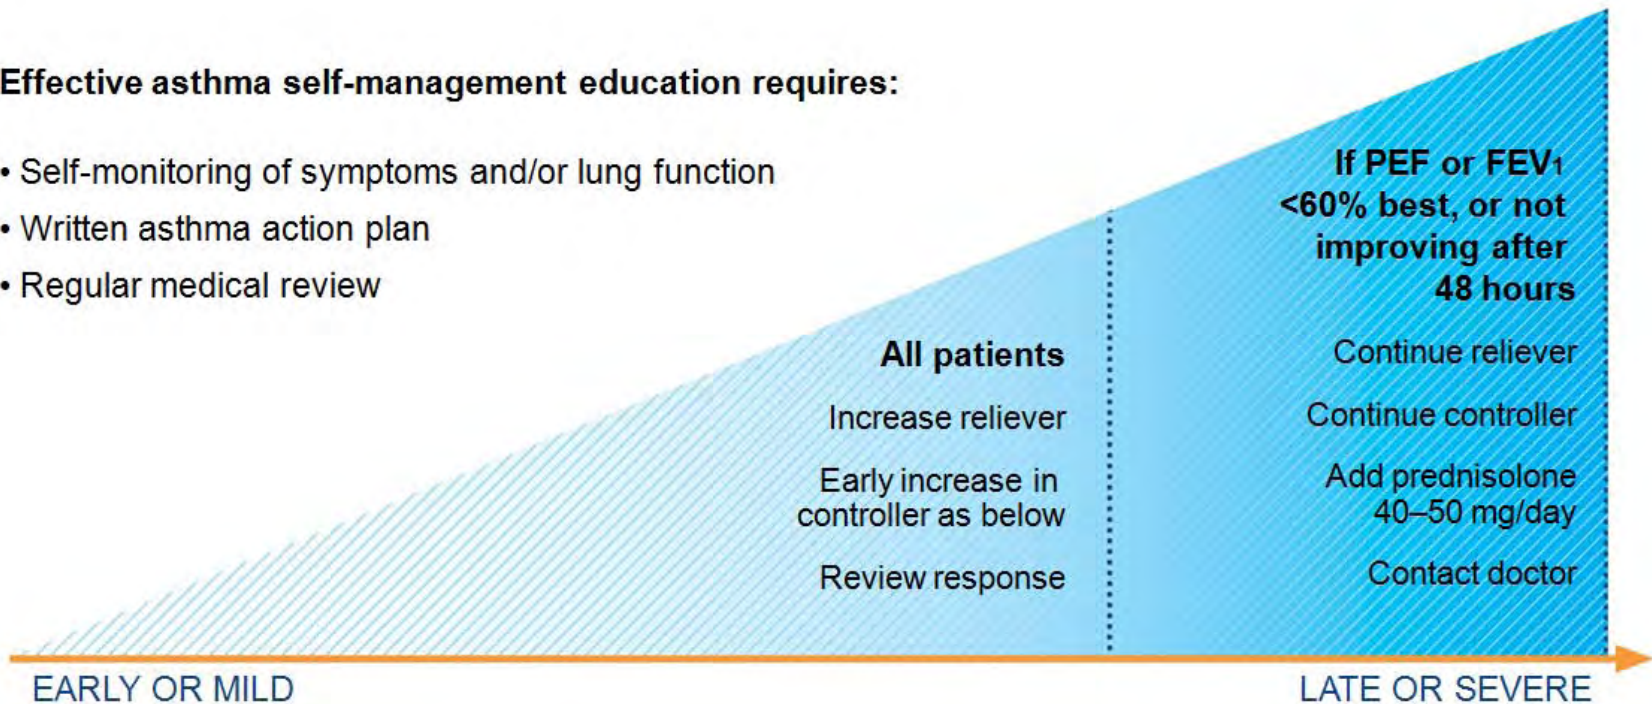 Effective asthma self-management education requires:
• Self-monitoring of symptoms and/or lung function
• Written asthma action plan
• Regular medical review
All patients
Increase reliever
Early increase in
controller as below
Review response
If PEF or FEV1
<60% best, or not
improving after
48 hours
Continue reliever
Continue controller
Add prednisolone
40–50 mg/day
Contact doctor
EARLY OR MILD
LATE OR SEVERE